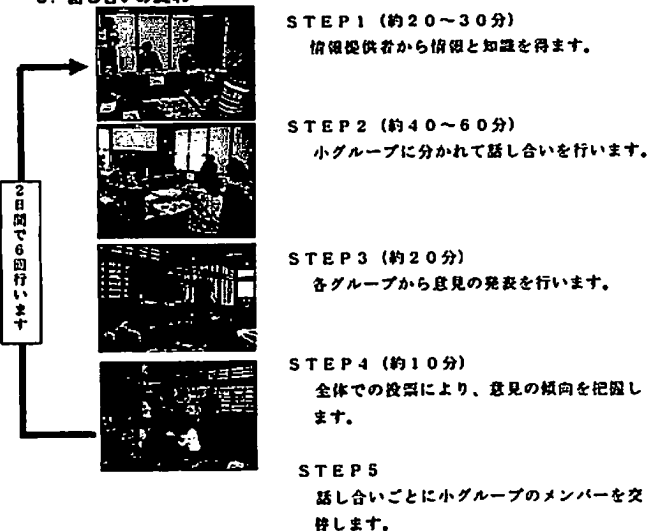 STEP1（約20～30分）
情報提供者から情報と知識を得ます。
STEP2（約40～60分）
小グループに分かれて話し合いを行います。
2日間で6回行います
STEP3（約20分）
各グループから意見の発表を行います。
STEP4（約10分）
全体での投票により、意見の傾向を把握し
ます。
STEP5
話し合いごとに小グループのメンバーを交
替します。